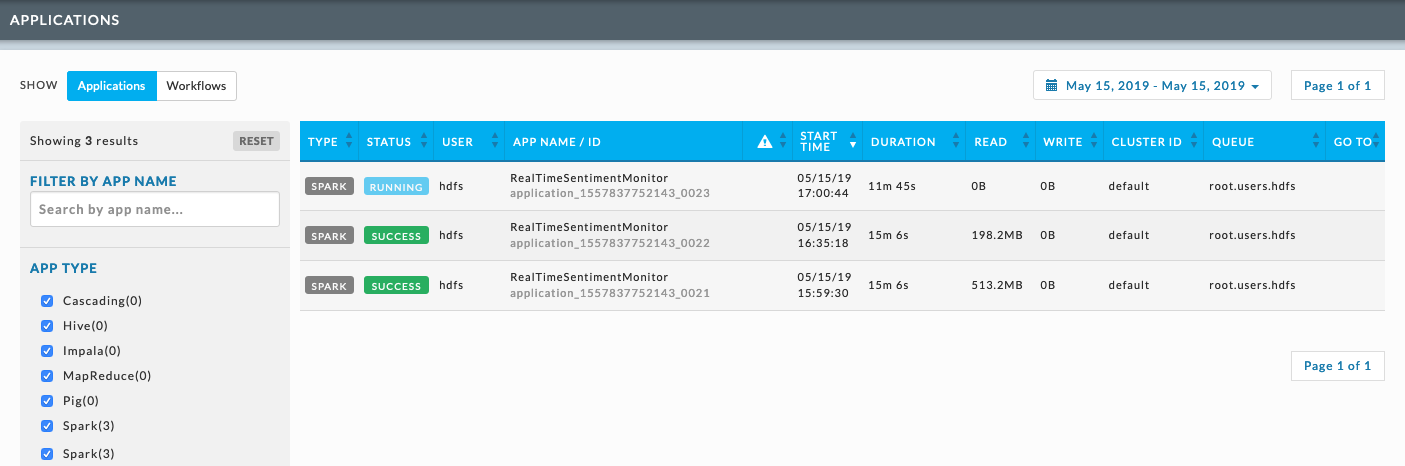 APPLICATIONS
SHOW Applications Workflows May 15, 2019 - May 15, 2019 Page 1 of 1
Showing 3 results RESET
FILTER BY APP NAME
Search by app name...
APP TYPE
Cascading(0)
Hive(0)
Impala(0)
MapReduce(0)
Pig(0)
Spark(3)
Spark(3)
TYPE STATUS USER APP NAME / ID START TIME DURATION READ WRITE CLUSTER ID QUEUE GO TO
SPARK RUNNING hdfs RealTimeSentimentMonitor 05/15/19 11m 45s 0B 0B default root.users.hdfs
application_1557837752143_0023 17:00:44
SPARK SUCCESS hdfs RealTimeSentimentMonitor 05/15/19 15m 6s 198.2MB 0B default root.users.hdfs
application_1557837752143_0022 16:35:18
SPARK SUCCESS hdfs RealTimeSentimentMonitor 05/15/19 15m 6s 513.2MB 0B default root.users.hdfs
application_1557837752143_0021 15:59:30
Page 1 of 1